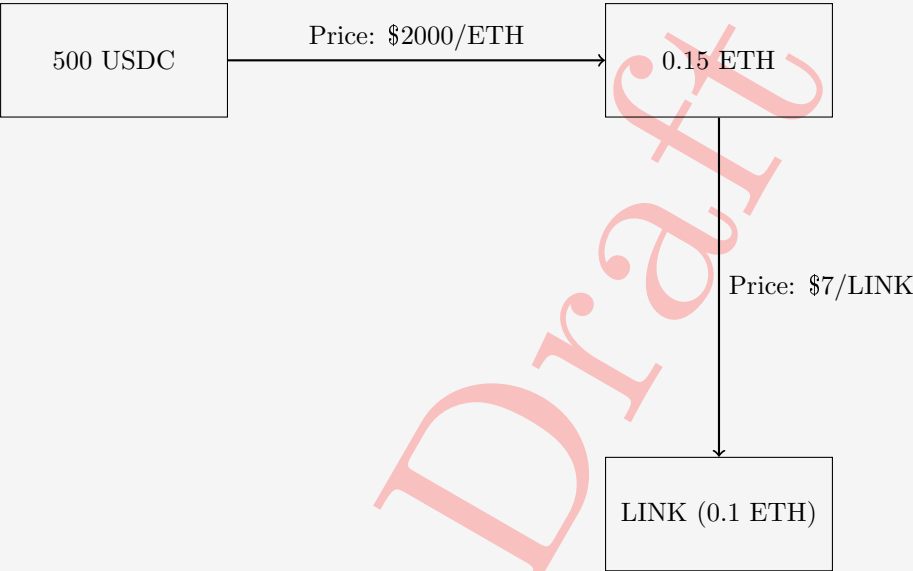 500 USDC
Price: $2000/ETH
0.15 ETH
Price: $7/LINK
LINK (0.1 ETH)
Draft